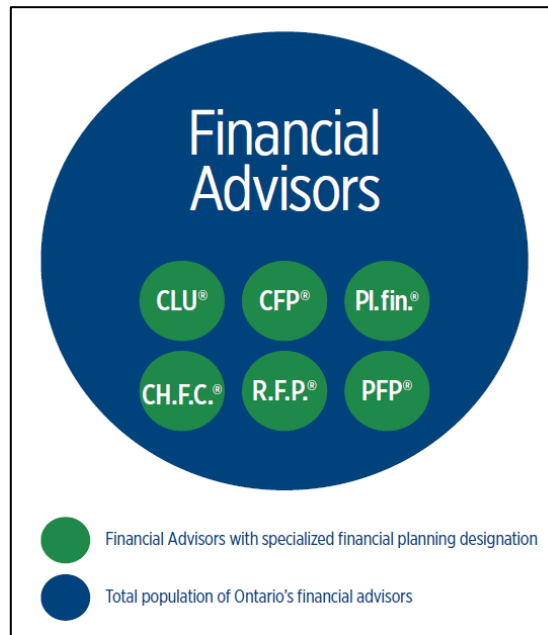 Financial
Advisors
CLU® CFP® Pl.fin.®
CH.F.C.® R.F.P.® PFP®
Financial Advisors with specialized financial planning designation
Total population of Ontario's financial advisors